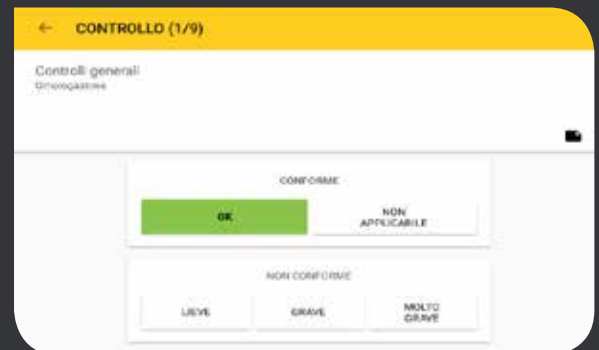 ← CONTROLLO (1/9)
Controlli generali
Omologazione
CONFORME
OK
NON
APPLICABILE
NON CONFORME
LIEVE
GRAVE
MOLTO
GRAVE